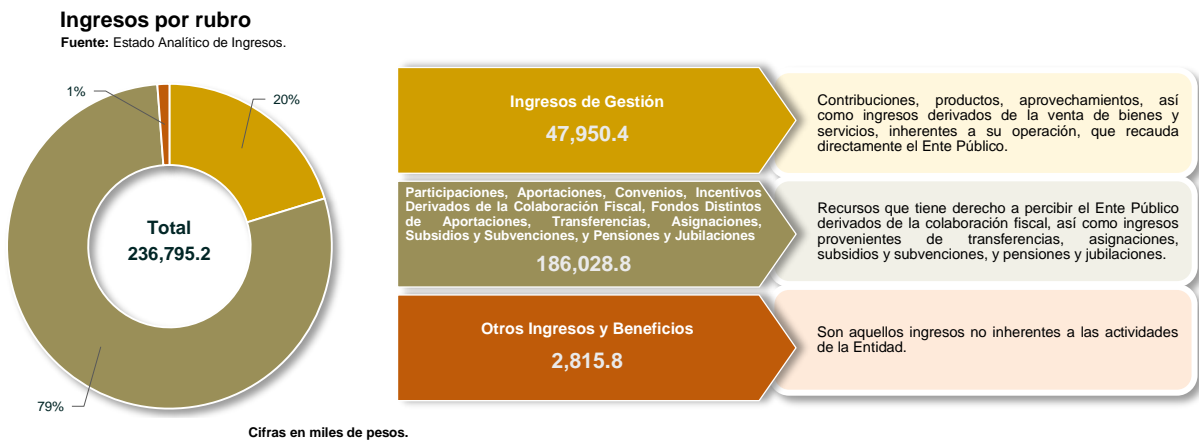 Ingresos por rubro
Fuente: Estado Analítico de Ingresos.
1%
20%
Total
236,795.2
79%
Ingresos de Gestión
47,950.4
Contribuciones, productos, aprovechamientos, así
como ingresos derivados de la venta de bienes y
servicios, inherentes a su operación, que recauda
directamente el Ente Público.
Participaciones, Aportaciones, Convenios, Incentivos
Derivados de la Colaboración Fiscal, Fondos Distintos
de Aportaciones, Transferencias, Asignaciones,
Subsidios y Subvenciones, y Pensiones y Jubilaciones
186,028.8
Recursos que tiene derecho a percibir el Ente Público
derivados de la colaboración fiscal, así como ingresos
provenientes de transferencias, asignaciones,
subsidios y subvenciones, y pensiones y jubilaciones.
Otros Ingresos y Beneficios
2,815.8
Son aquellos ingresos no inherentes a las actividades
de la Entidad.
Cifras en miles de pesos.